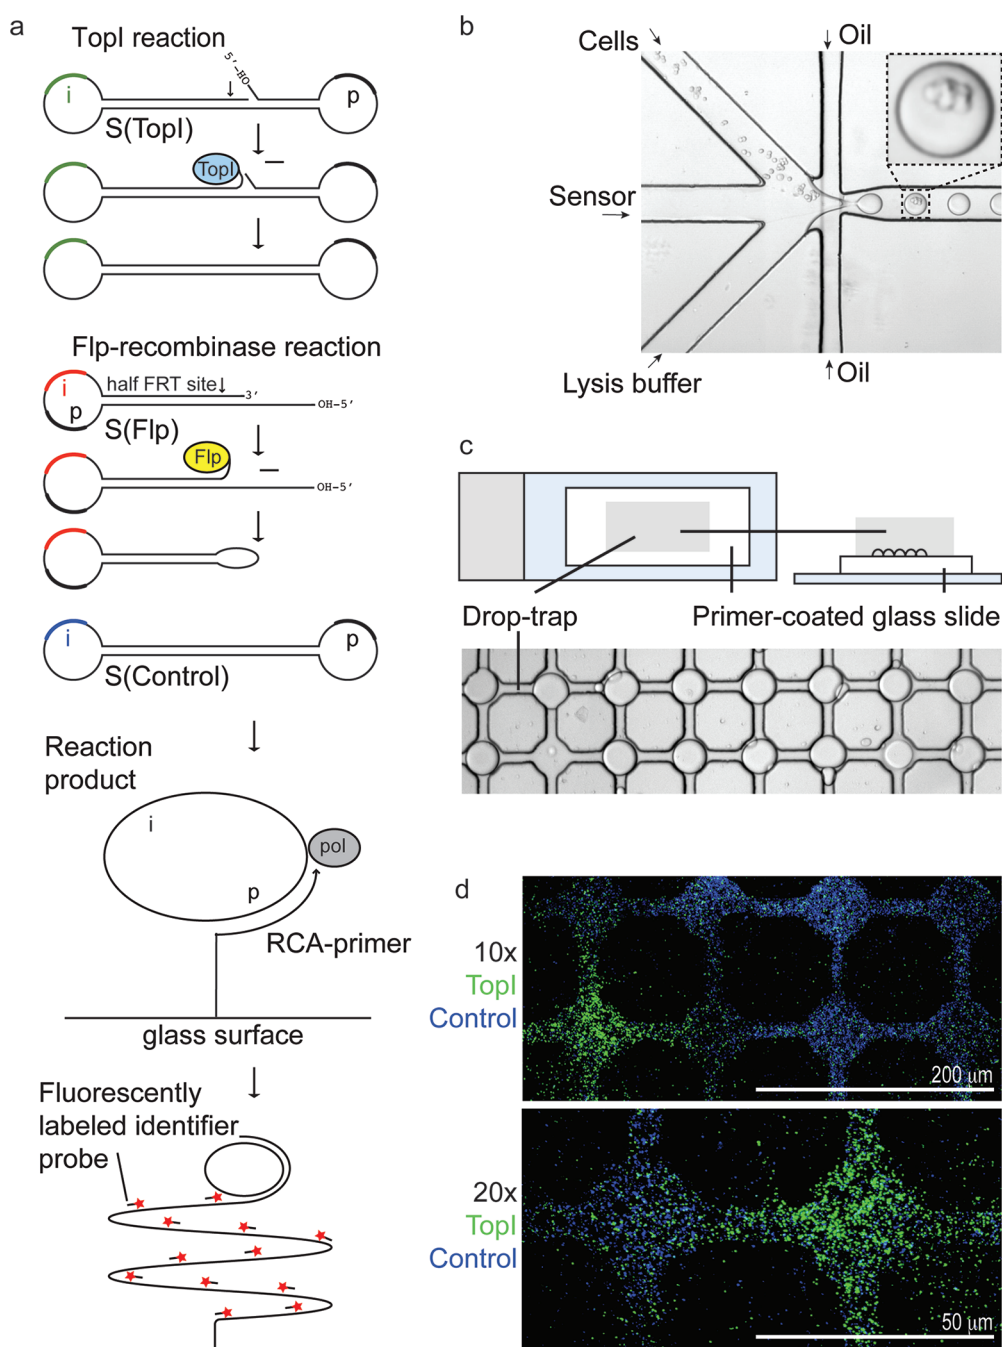 a
TopI reaction
5'-HO
i
p
S(TopI)
TopI
Flp-recombinase reaction
i
half FRT site↓
3'
p
OH-5'
S(Flp)
Flp
OH-5'
i
p
S(Control)
Reaction
product
i
pol
p
RCA-primer
glass surface
Fluorescently
labeled identifier
probe
b
Cells
Oil
Sensor
Lysis buffer
Oil
c
Drop-trap
Primer-coated glass slide
d
10x
TopI
Control
200 µm
20x
TopI
Control
50 µm